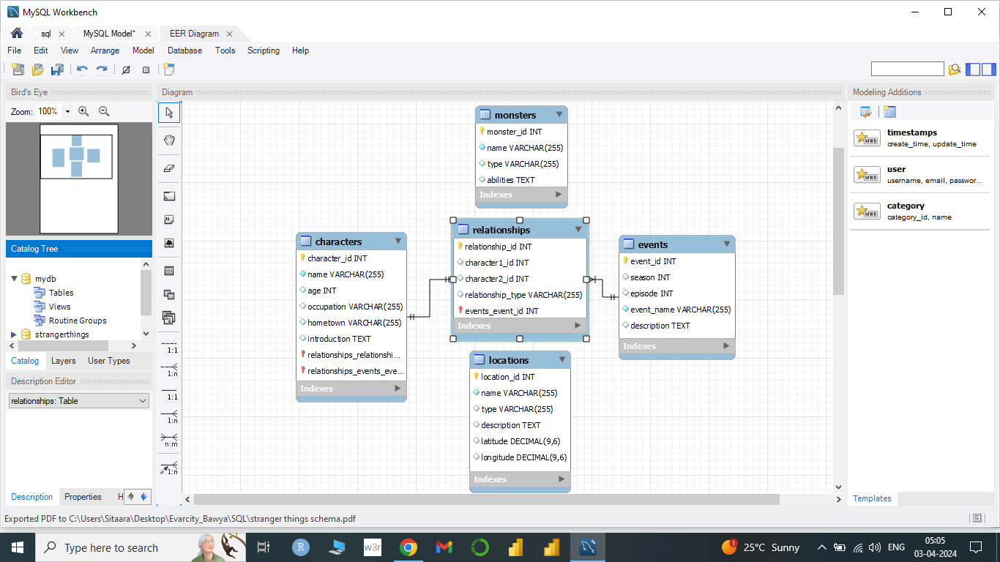 MySQL Workbench
sql
MySQL Model*
EER Diagram
File Edit View Arrange Model Database Tools Scripting Help
Bird's Eye
Zoom: 100%
Catalog Tree
mydb
Tables
Views
Routine Groups
strangerthings
Catalog Layers User Types
Description Editor
relationships: Table
Description Properties H
Diagram
1:1
1:n
1:1
1:n
n:m
1:n
monsters
monster_id INT
name VARCHAR(255)
type VARCHAR(255)
abilities TEXT
Indexes
characters
character_id INT
name VARCHAR(255)
age INT
occupation VARCHAR(255)
hometown VARCHAR(255)
introduction TEXT
relationships_relationshi...
relationships_events_eve...
Indexes
relationships
relationship_id INT
character1_id INT
character2_id INT
relationship_type VARCHAR(255)
events_event_id INT
Indexes
events
event_id INT
season INT
episode INT
event_name VARCHAR(255)
description TEXT
Indexes
locations
location_id INT
name VARCHAR(255)
type VARCHAR(255)
description TEXT
latitude DECIMAL(9,6)
longitude DECIMAL(9,6)
Indexes
Modeling Additions
MWB
timestamps
create_time, update_time
MWB
user
username, email, passwor...
MWB
category
category_id, name
Templates
Exported PDF to C:\Users\Sitaara\Desktop\Evarcity_Bawya\SQL\stranger things schema.pdf
Type here to search
R
w3r
1
25°C Sunny
ENG
05:05
03-04-2024